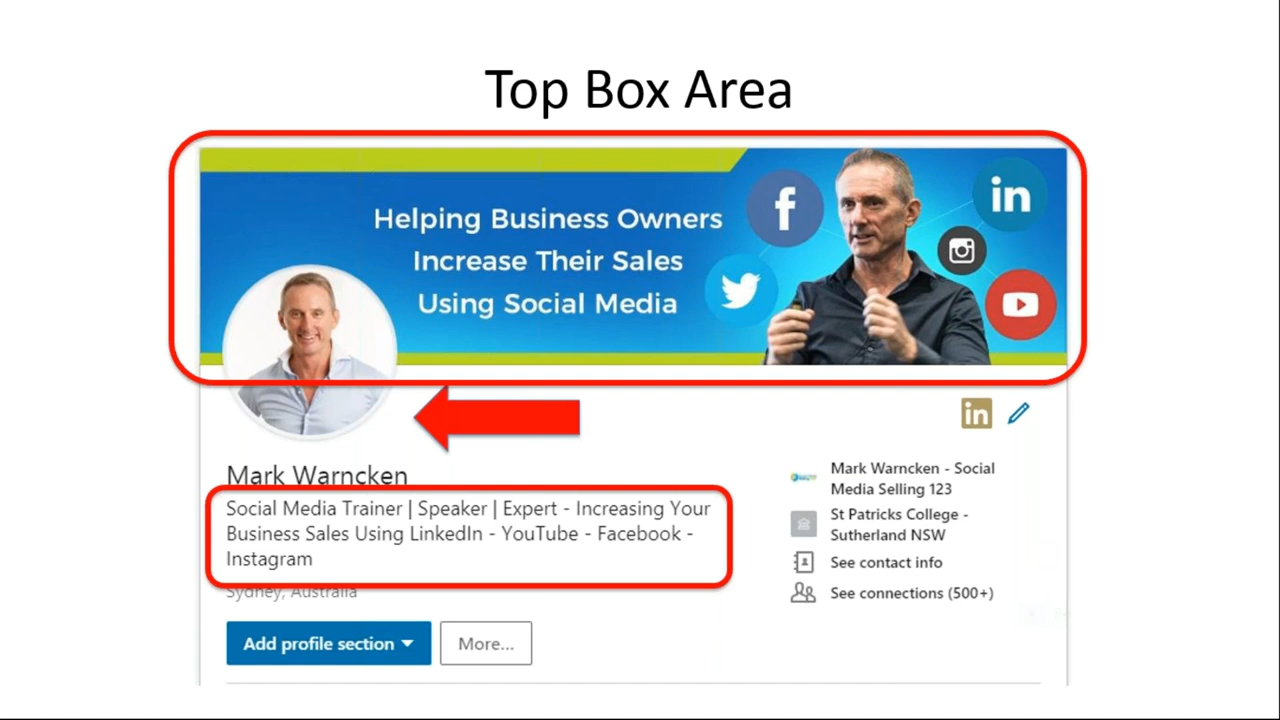 Top Box Area
Helping Business Owners
Increase Their Sales
Using Social Media
f
in
in
Mark Warncken
Social Media Trainer | Speaker | Expert - Increasing Your
Business Sales Using LinkedIn - YouTube - Facebook -
Instagram
Sydney, Australia
Add profile section
More...
Mark Warncken - Social
Media Selling 123
St Patricks College -
Sutherland NSW
See contact info
See connections (500+)